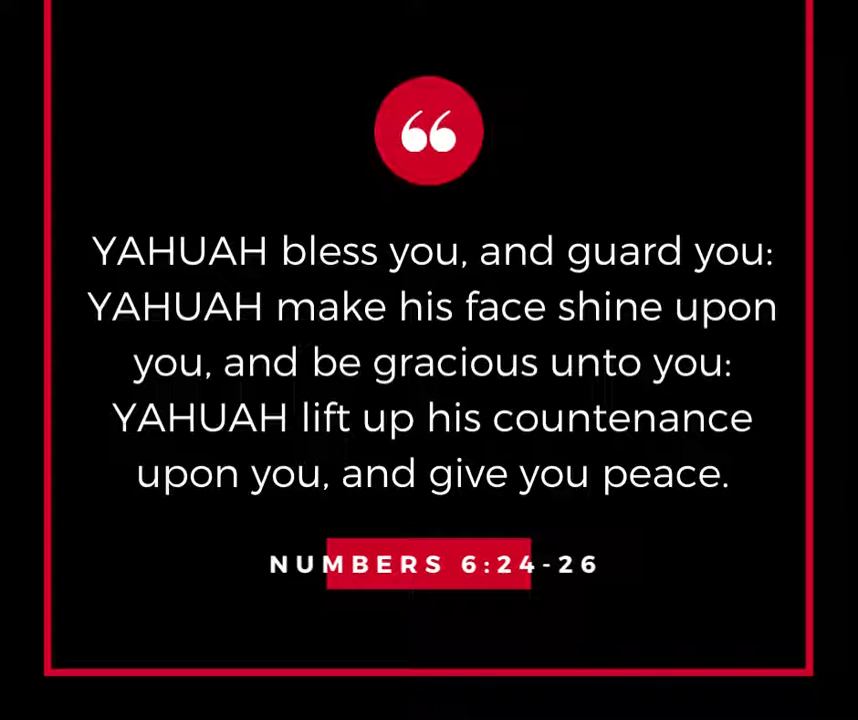 ❝
YAHUAH bless you, and guard you:
YAHUAH make his face shine upon
you, and be gracious unto you:
YAHUAH lift up his countenance
upon you, and give you peace.
NUMBERS 6:24-26